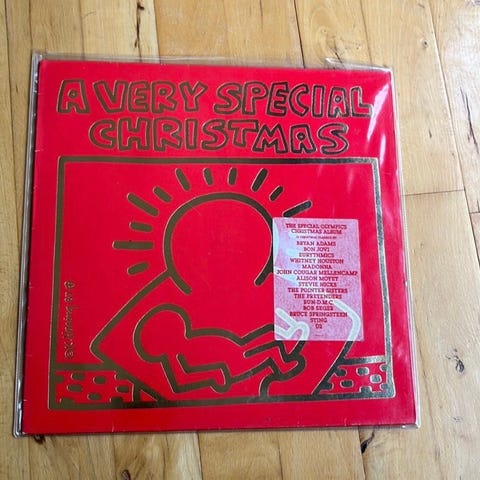 A VERY SPECIAL
CHRISTMAS
THE SPECIAL OLYMPICS
CHRISTMAS ALBUM
BRYAN ADAMS
BON JOVI
EURYTHMICS
WHITNEY HOUSTON
MADONNA
JOHN COUGAR MELLENCAMP
ALISON MOYET
STEVIE NICKS
THE POINTER SISTERS
THE PRETENDERS
RUN-D.M.C.
BOB SEGER
BRUCE SPRINGSTEEN
STING
U2